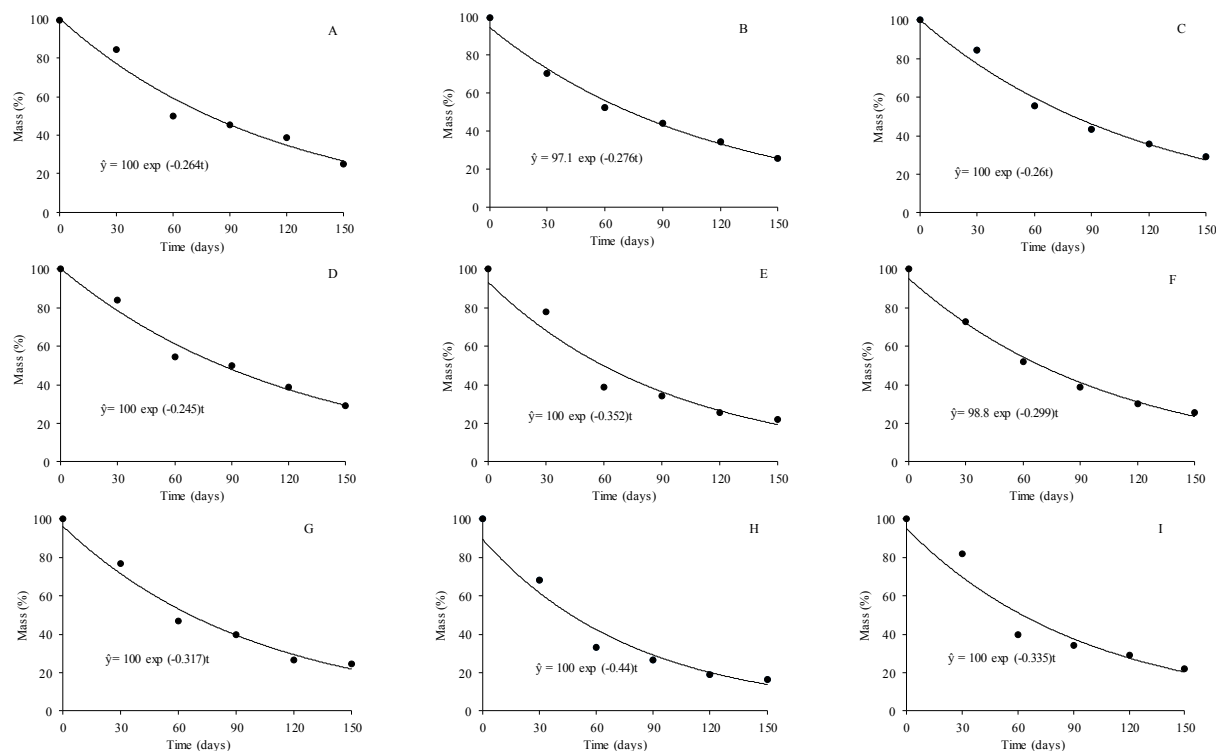 A
Mass (%)
100
80
60
40
20
0
ŷ = 100 exp (-0.264t)
0 30 60 90 120 150
Time (days)
B
Mass (%)
100
80
60
40
20
0
ŷ = 97.1 exp (-0.276t)
0 30 60 90 120 150
Time (days)
C
Mass (%)
100
80
60
40
20
0
ŷ= 100 exp (-0.26t)
0 30 60 90 120 150
Time (days)
D
Mass (%)
100
80
60
40
20
0
ŷ = 100 exp (-0.245)t
0 30 60 90 120 150
Time (days)
E
Mass (%)
100
80
60
40
20
0
ŷ = 100 exp (-0.352)t
0 30 60 90 120 150
Time (days)
F
Mass (%)
100
80
60
40
20
0
ŷ = 98.8 exp (-0.299)t
0 30 60 90 120 150
Time (days)
G
Mass (%)
100
80
60
40
20
0
ŷ= 100 exp (-0.317)t
0 30 60 90 120 150
Time (days)
H
Mass (%)
100
80
60
40
20
0
ŷ = 100 exp (-0.44)t
0 30 60 90 120 150
Time (days)
I
Mass (%)
100
80
60
40
20
0
ŷ = 100 exp (-0.335)t
0 30 60 90 120 150
Time (days)